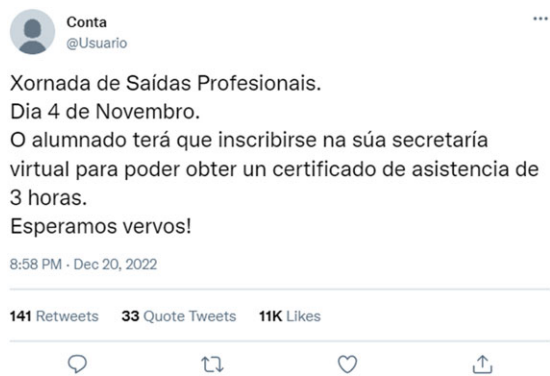 Conta
@Usuario
Xornada de Saídas Profesionais.
Dia 4 de Novembro.
O alumnado terá que inscribirse na súa secretaría
virtual para poder obter un certificado de asistencia de
3 horas.
Esperamos vervos!
8:58 PM · Dec 20, 2022
141 Retweets 33 Quote Tweets 11K Likes